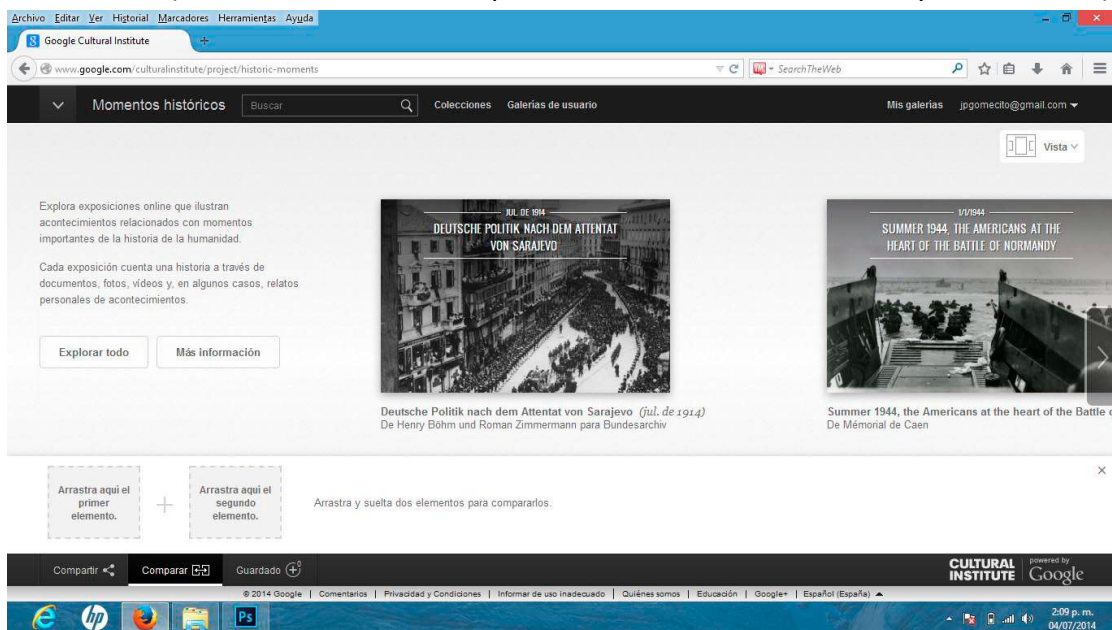 Archivo Editar Ver Historial Marcadores Herramientas Ayuda
Google Cultural Institute
www.google.com/culturalinstitute/project/historic-moments
SearchTheWeb
Momentos históricos
Buscar
Colecciones Galerías de usuario
Mis galerías jpgomecito@gmail.com
Vista
Explora exposiciones online que ilustran
acontecimientos relacionados con momentos
importantes de la historia de la humanidad.
Cada exposición cuenta una historia a través de
documentos, fotos, vídeos y, en algunos casos, relatos
personales de acontecimientos.
Explorar todo
Más información
JUL. DE 1914
DEUTSCHE POLITIK NACH DEM ATTENTAT
VON SARAJEVO
Deutsche Politik nach dem Attentat von Sarajevo (jul. de 1914)
De Henry Böhm und Roman Zimmermann para Bundesarchiv
1/1/1944
SUMMER 1944, THE AMERICANS AT THE
HEART OF THE BATTLE OF NORMANDY
Summer 1944, the Americans at the heart of the Battle
De Mémorial de Caen
Arrastra aquí el
primer
elemento.
Arrastra aquí el
segundo
elemento.
Arrastra y suelta dos elementos para compararlos.
Compartir
Comparar
Guardado 0
CULTURAL
INSTITUTE
powered by
Google
© 2014 Google | Comentarios | Privacidad y Condiciones | Informar de uso inadecuado | Quiénes somos | Educación | Google+ | Español (España)
hp
Ps
2:09 p. m.
04/07/2014